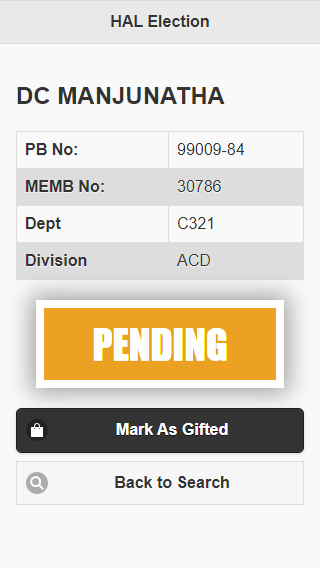 HAL Election
DC MANJUNATHA
PB No: 99009-84
MEMB No: 30786
Dept C321
Division ACD
PENDING
Mark As Gifted
Back to Search